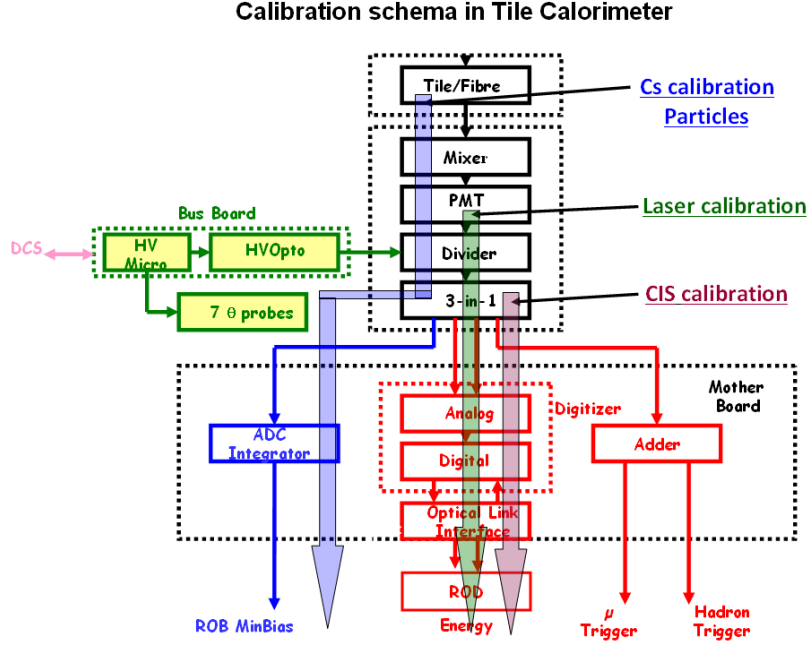 Calibration schema in Tile Calorimeter
Tile/Fibre
Cs calibration
Particles
Mixer
PMT
Laser calibration
Bus Board
DCS
HV
Micro
HVOpto
Divider
3-in-1
CIS calibration
7 θ probes
Mother
Board
Analog
Digitizer
ADC
Integrator
Adder
Digital
Optical Link
Interface
ROD
Energy
ROB MinBias
μ
Trigger
Hadron
Trigger